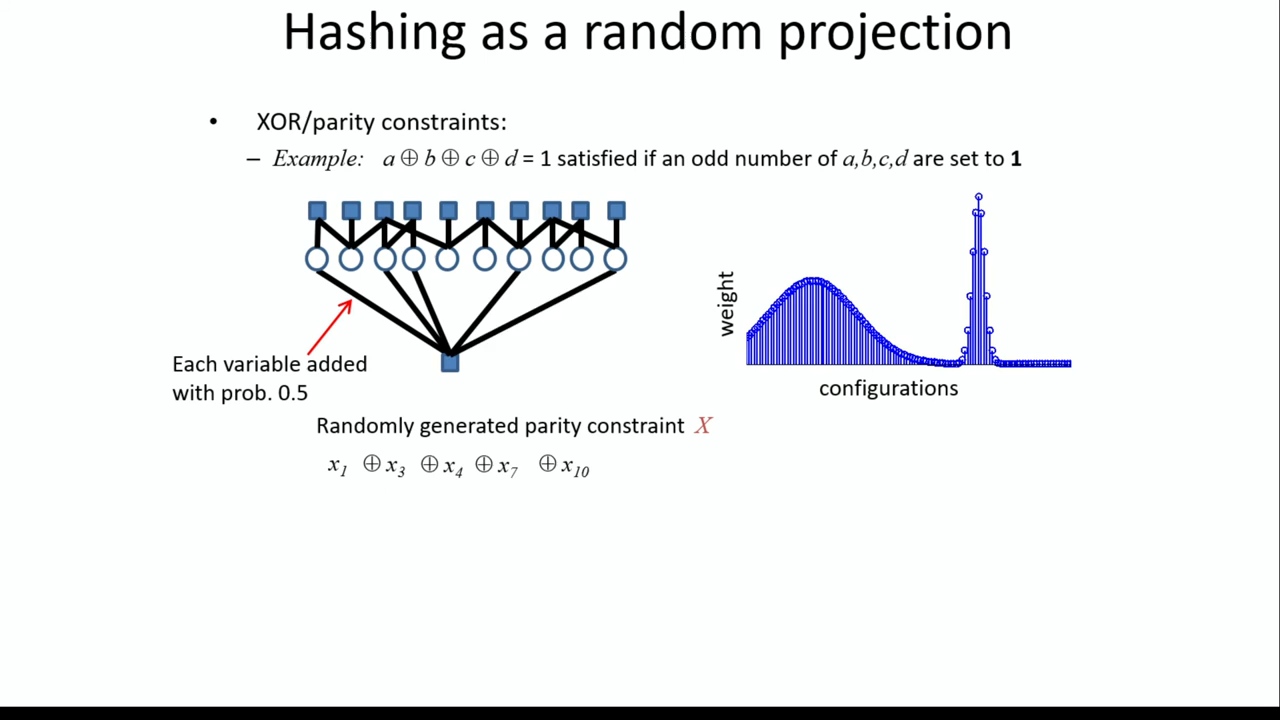 Hashing as a random projection
• XOR/parity constraints:
– Example: a ⊕ b ⊕ c ⊕ d = 1 satisfied if an odd number of a,b,c,d are set to 1
weight
configurations
Each variable added
with prob. 0.5
Randomly generated parity constraint X
x₁ ⊕ x₃ ⊕ x₄ ⊕ x₇ ⊕ x₁₀